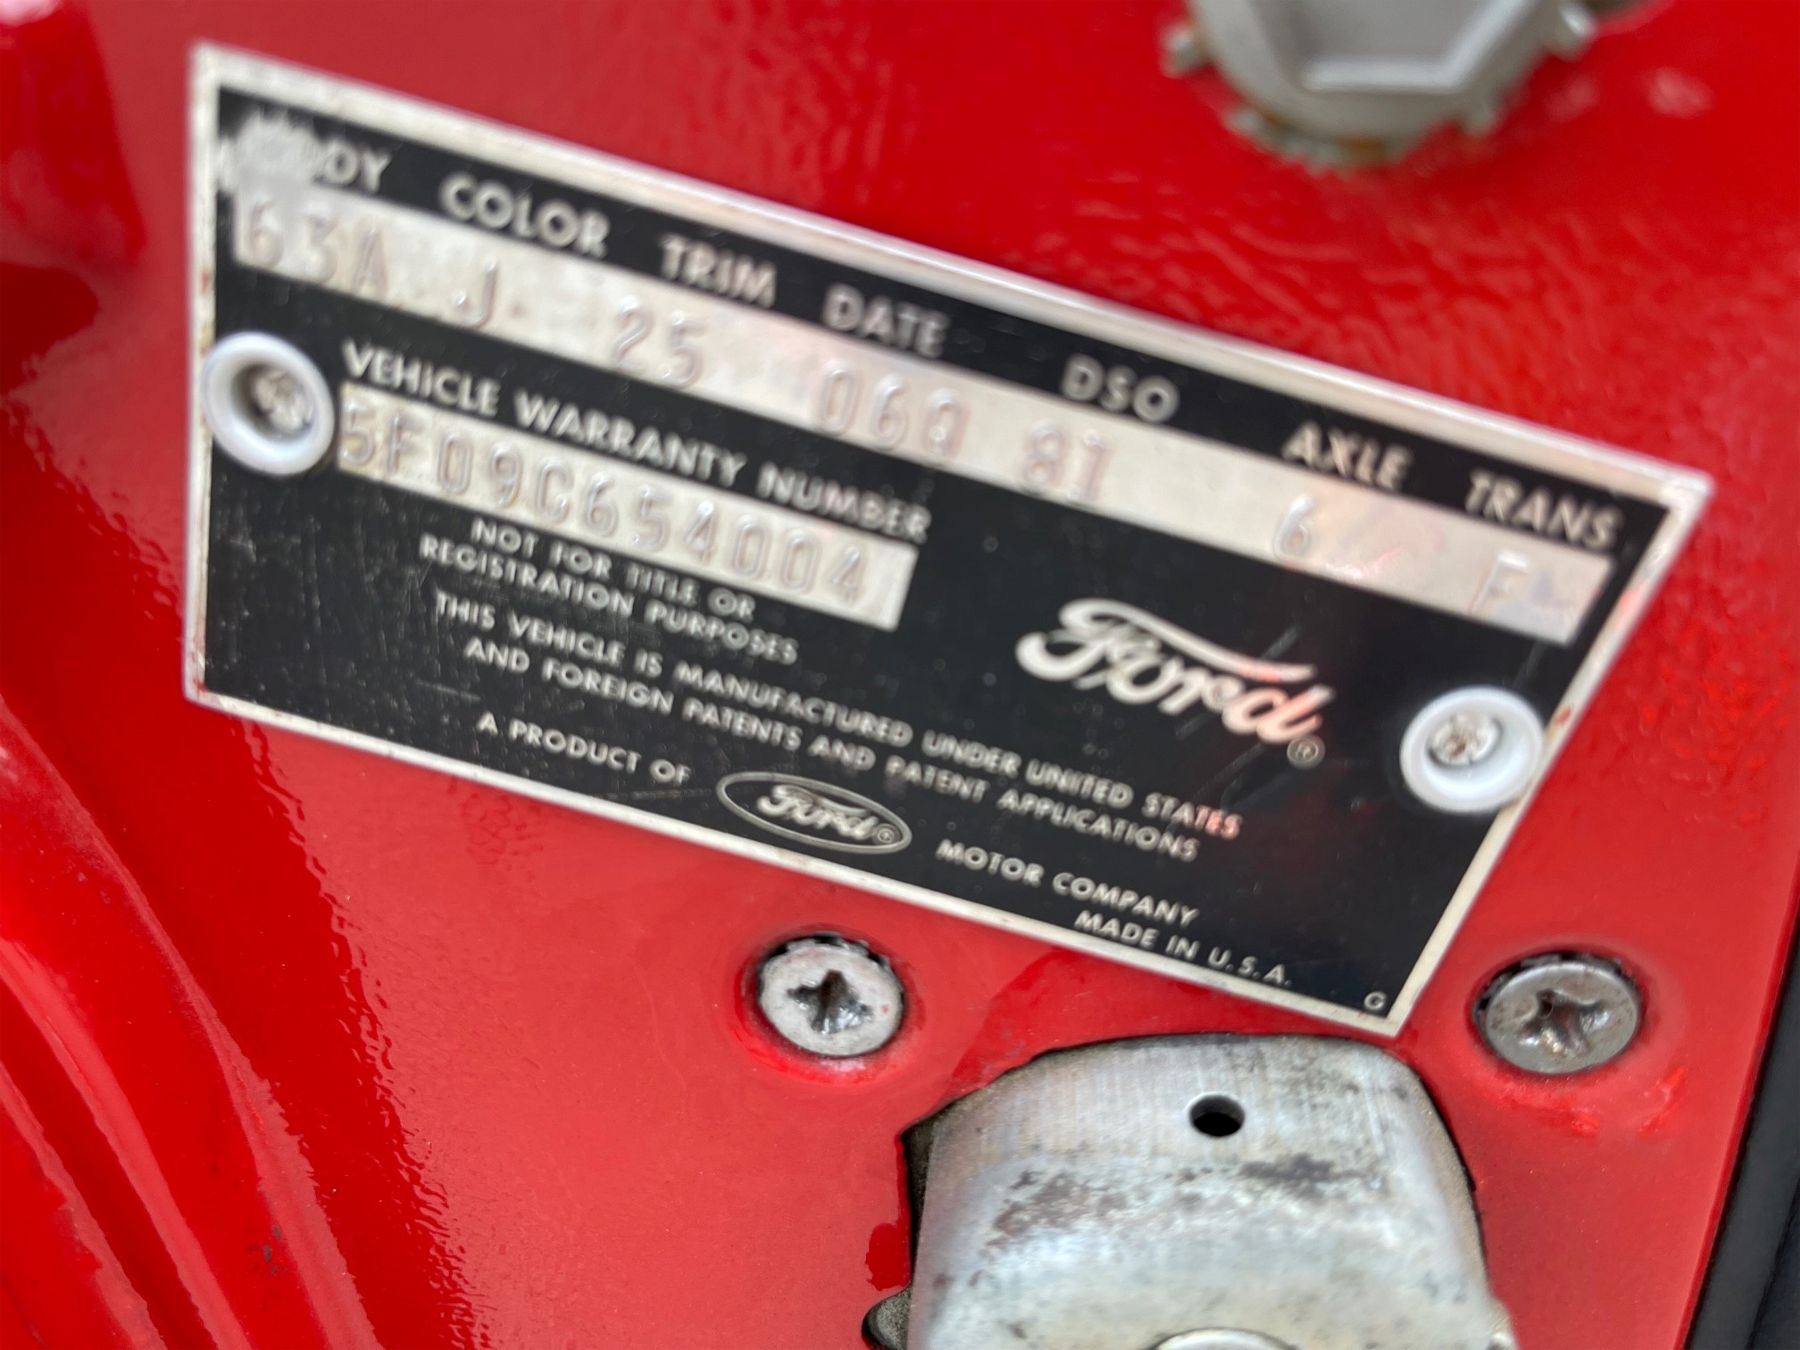 BODY COLOR TRIM DATE DSO AXLE TRANS
63A J 25 06Q 81 6 F
VEHICLE WARRANTY NUMBER
5F09C654004
NOT FOR TITLE OR
REGISTRATION PURPOSES
THIS VEHICLE IS MANUFACTURED UNDER UNITED STATES
AND FOREIGN PATENTS AND PATENT APPLICATIONS
Ford®
A PRODUCT OF Ford® MOTOR COMPANY
MADE IN U.S.A.
G